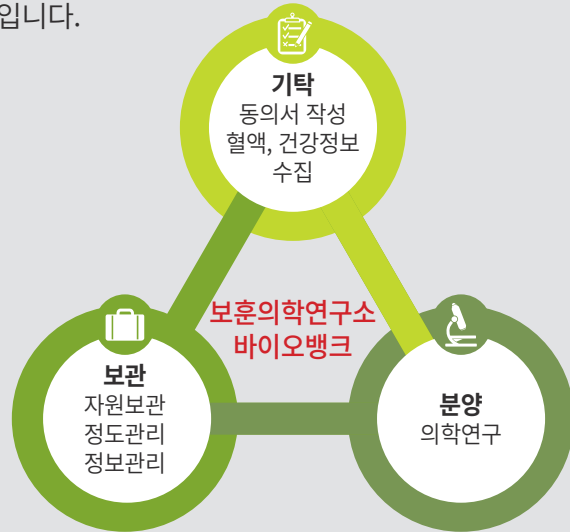 입니다.
기탁
동의서 작성
혈액, 건강정보
수집
보훈의학연구소
바이오뱅크
보관
자원보관
정도관리
정보관리
분양
의학연구